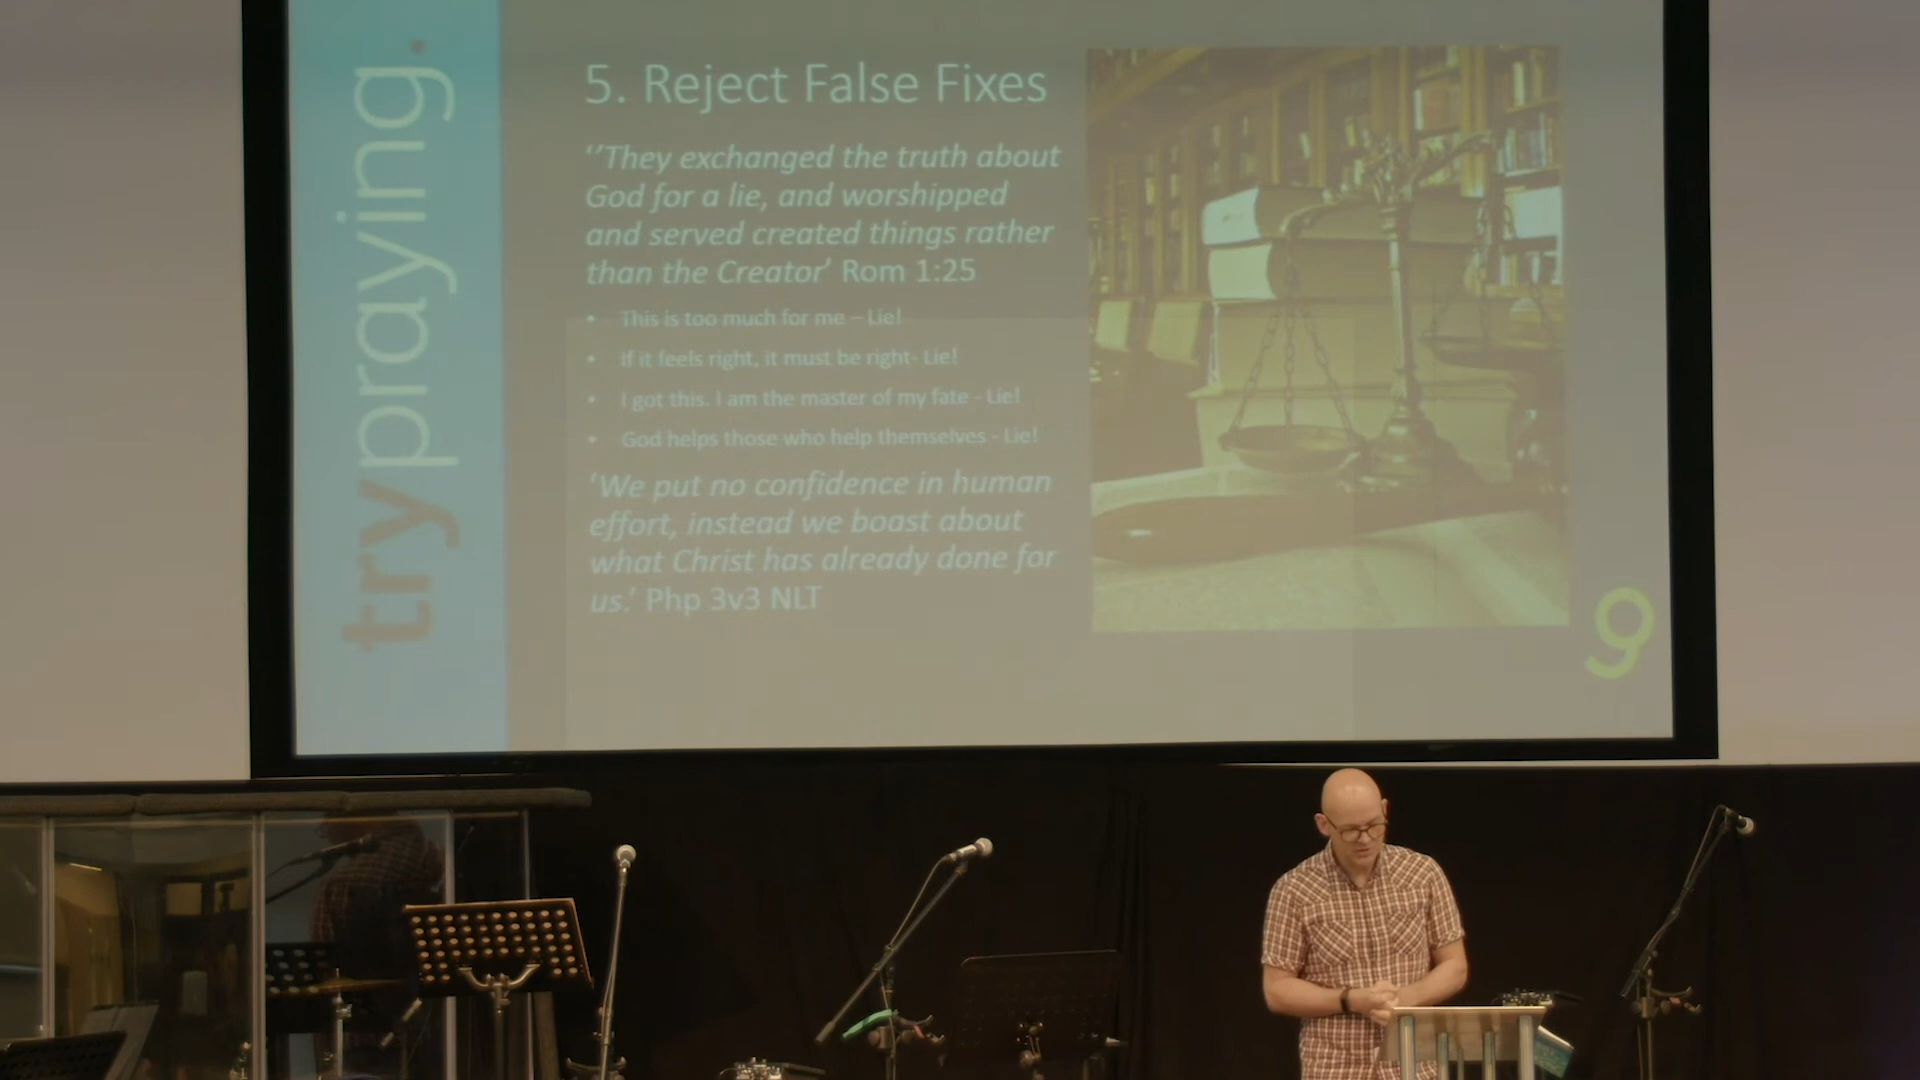 try praying.
5. Reject False Fixes
‘’They exchanged the truth about
God for a lie, and worshipped
and served created things rather
than the Creator’ Rom 1:25
• This is too much for me – Lie!
• If it feels right, it must be right- Lie!
• I got this. I am the master of my fate - Lie!
• God helps those who help themselves - Lie!
‘We put no confidence in human
effort, instead we boast about
what Christ has already done for
us.’ Php 3v3 NLT
9